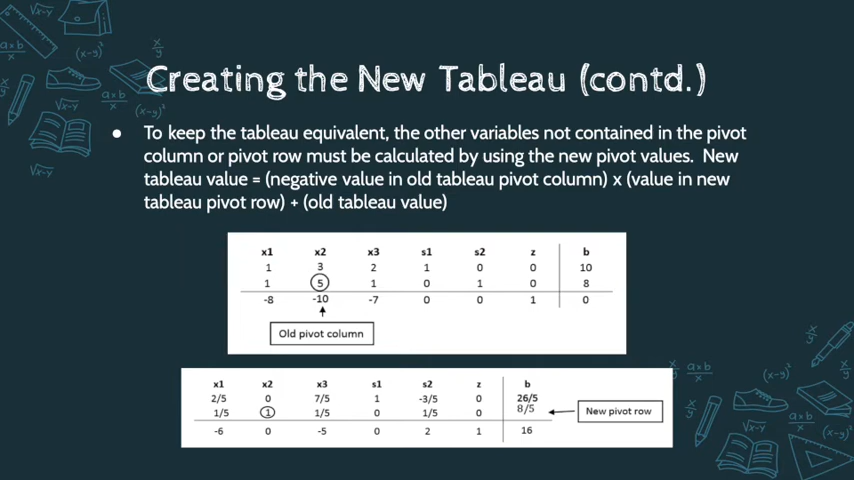 Creating the New Tableau (contd.)
● To keep the tableau equivalent, the other variables not contained in the pivot
column or pivot row must be calculated by using the new pivot values. New
tableau value = (negative value in old tableau pivot column) x (value in new
tableau pivot row) + (old tableau value)
x1 x2 x3 s1 s2 z b
1 3 2 1 0 0 10
1 5 1 0 1 0 8
-8 -10 -7 0 0 1 0
Old pivot column
x1 x2 x3 s1 s2 z b
2/5 0 7/5 1 -3/5 0 26/5
1/5 1 1/5 0 1/5 0 8/5
New pivot row
-6 0 -5 0 2 1 16